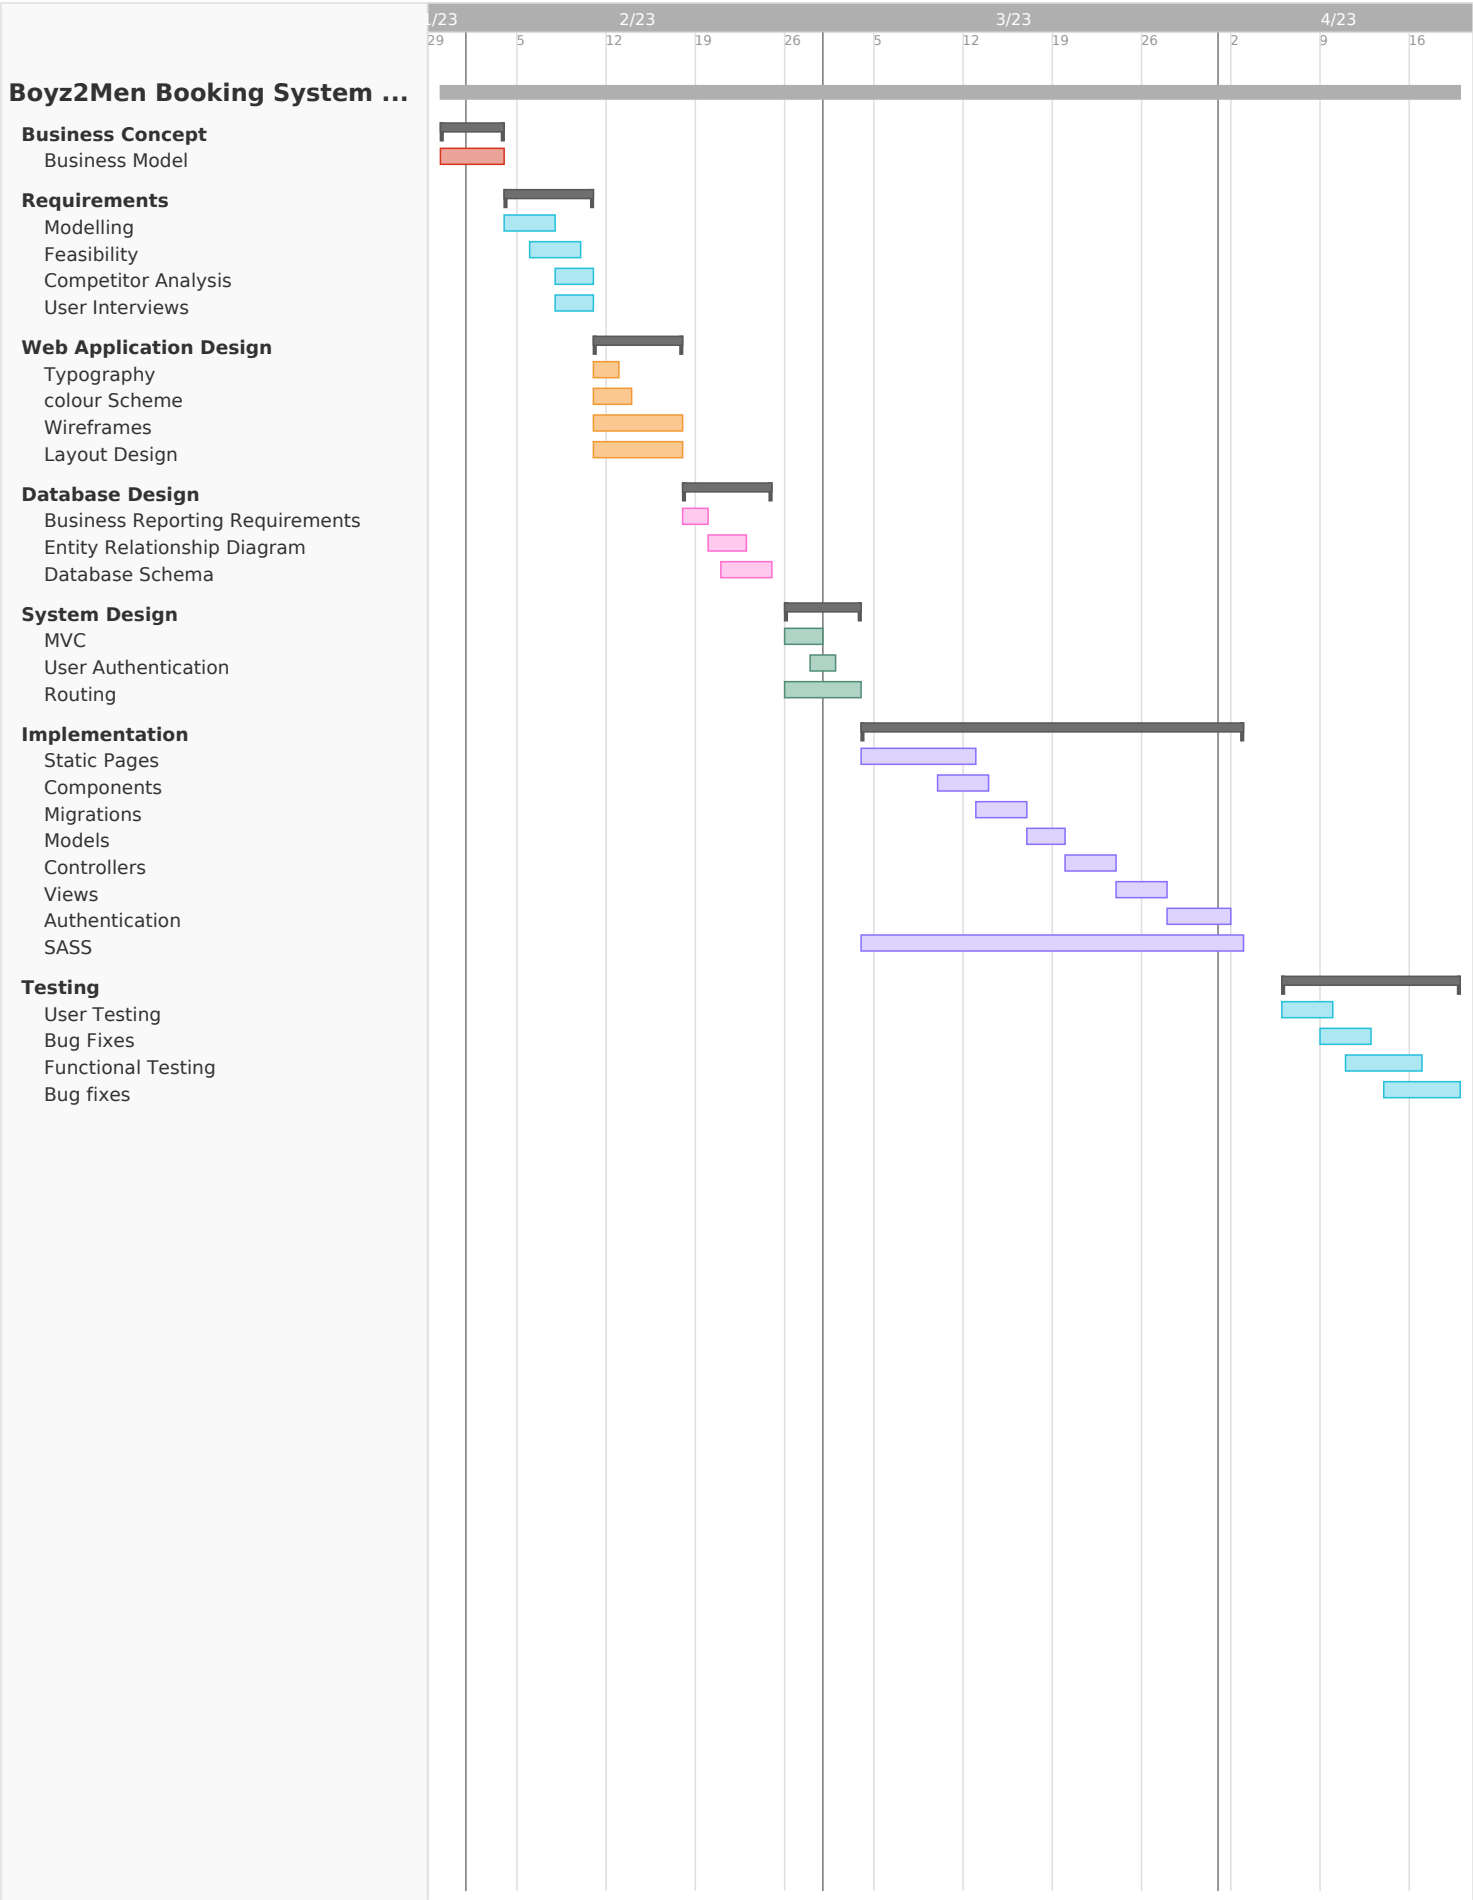 1/23 2/23 3/23 4/23
29 5 12 19 26 5 12 19 26 2 9 16
Boyz2Men Booking System ...
Business Concept
Business Model
Requirements
Modelling
Feasibility
Competitor Analysis
User Interviews
Web Application Design
Typography
colour Scheme
Wireframes
Layout Design
Database Design
Business Reporting Requirements
Entity Relationship Diagram
Database Schema
System Design
MVC
User Authentication
Routing
Implementation
Static Pages
Components
Migrations
Models
Controllers
Views
Authentication
SASS
Testing
User Testing
Bug Fixes
Functional Testing
Bug fixes